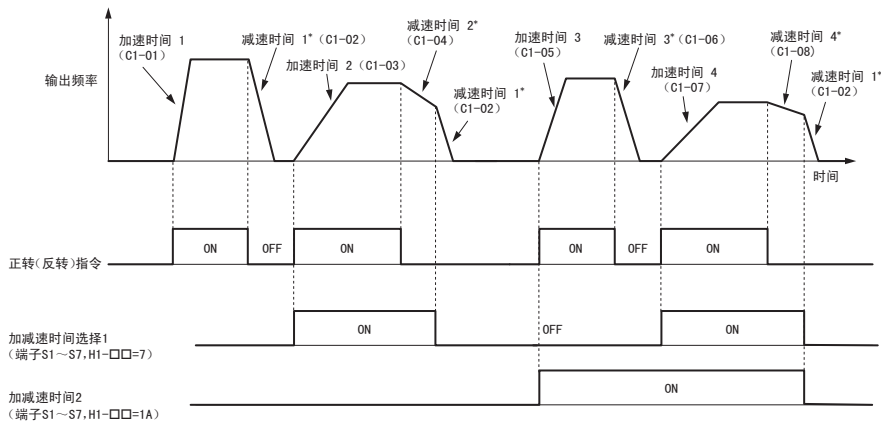 加速时间 1
（C1-01）
减速时间 1*（C1-02）
减速时间 2*
（C1-04）
加速时间 2（C1-03）
减速时间 1*
（C1-02）
加速时间 3
（C1-05）
减速时间 3*（C1-06）
减速时间 4*
（C1-08）
加速时间 4
（C1-07）
减速时间 1*
（C1-02）
输出频率
时间
正转(反转)指令
ON
OFF
ON
ON
OFF
ON
加减速时间选择1
（端子S1～S7,H1-□□=7）
ON
OFF
ON
加减速时间2
（端子S1～S7,H1-□□=1A）
ON